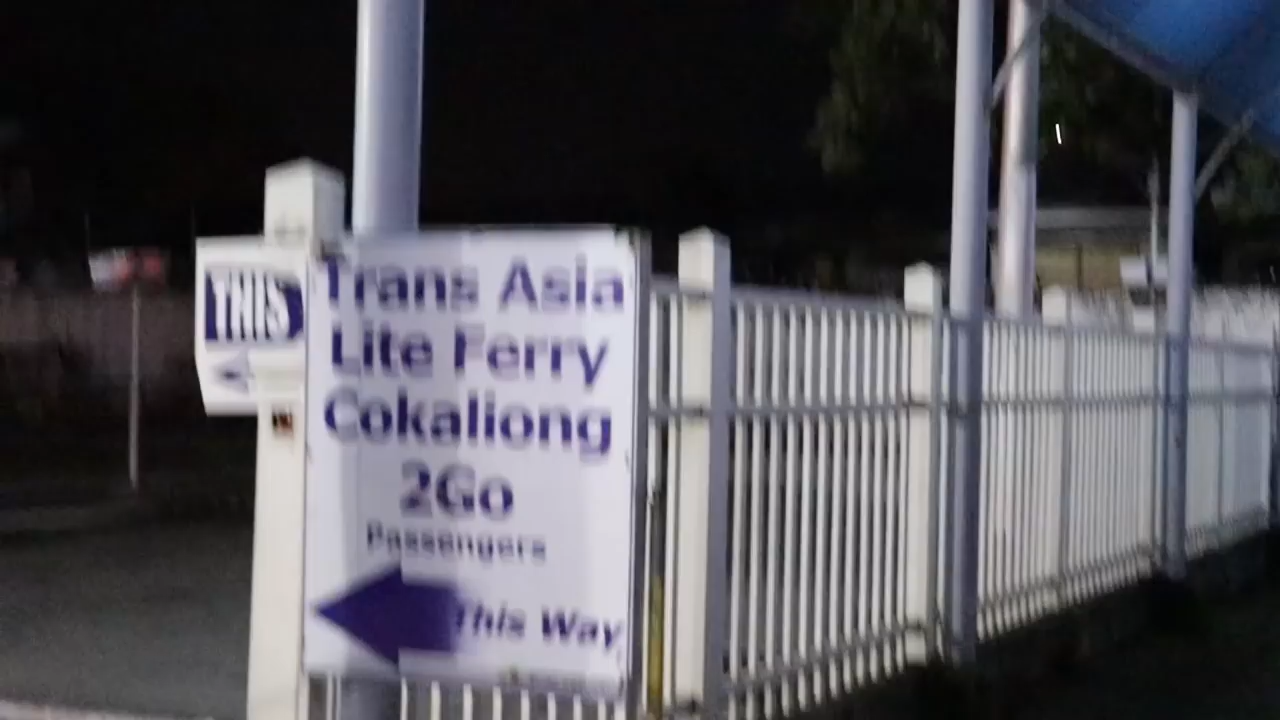 THIS
Trans Asia
Lite Ferry
Cokaliong
2Go
Passengers
This Way